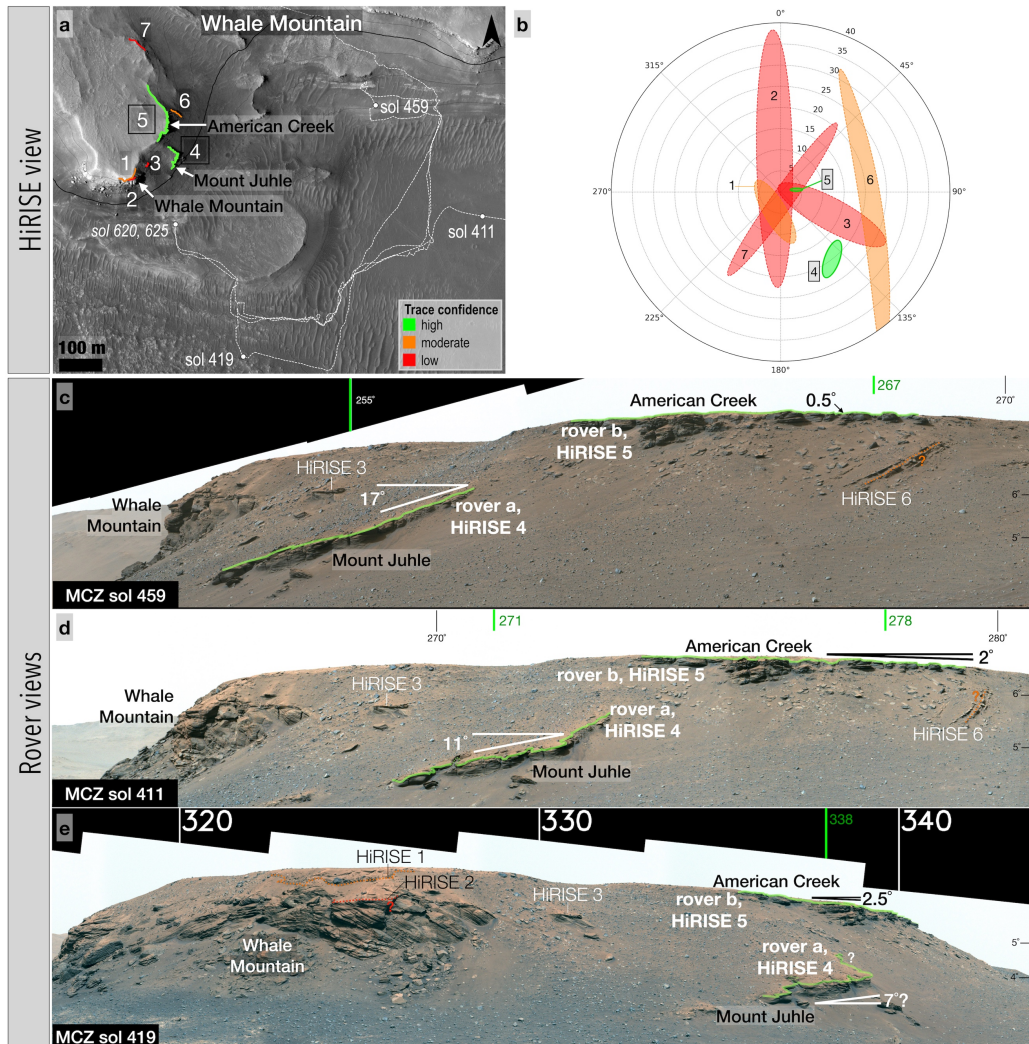 HiRISE view
a
Whale Mountain
7
6
5
American Creek
4
1
3
Mount Juhle
2
Whale Mountain
sol 620, 625
sol 459
sol 411
sol 419
100 m
Trace confidence
high
moderate
low
b
315°
45°
270°
90°
225°
135°
180°
40
35
30
25
20
15
10
5
2
1
5
6
3
4
7
Rover views
c
255°
267
270°
American Creek
0.5°
rover b,
HiRISE 5
HiRISE 3
Whale
Mountain
17°
rover a,
HiRISE 4
?
HiRISE 6
Mount Juhle
6°
5°
MCZ sol 459
d
270°
271
278
280°
American Creek
2°
rover b, HiRISE 5
HiRISE 3
Whale
Mountain
rover a,
HiRISE 4
11°
?
HiRISE 6
Mount Juhle
6°
5°
MCZ sol 411
e
320
330
338
340
HiRISE 1
HiRISE 2
HiRISE 3
American Creek
rover b,
HiRISE 5
2.5°
Whale
Mountain
rover a,
HiRISE 4
?
7°?
Mount Juhle
5°
4°
MCZ sol 419